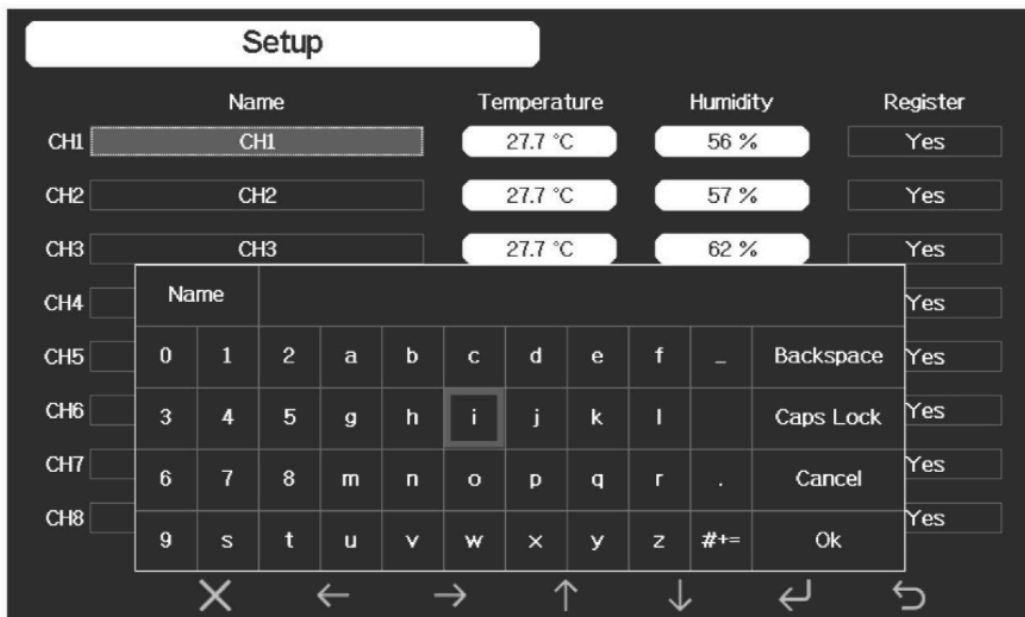 Setup
Name Temperature Humidity Register
CH1 CH1 27.7 °C 56 % Yes
CH2 CH2 27.7 °C 57 % Yes
CH3 CH3 27.7 °C 62 % Yes
CH4 Yes
CH5 Yes
CH6 Yes
CH7 Yes
CH8 Yes
Name
0 1 2 a b c d e f _ Backspace
3 4 5 g h i j k l Caps Lock
6 7 8 m n o p q r . Cancel
9 s t u v w x y z #+= Ok